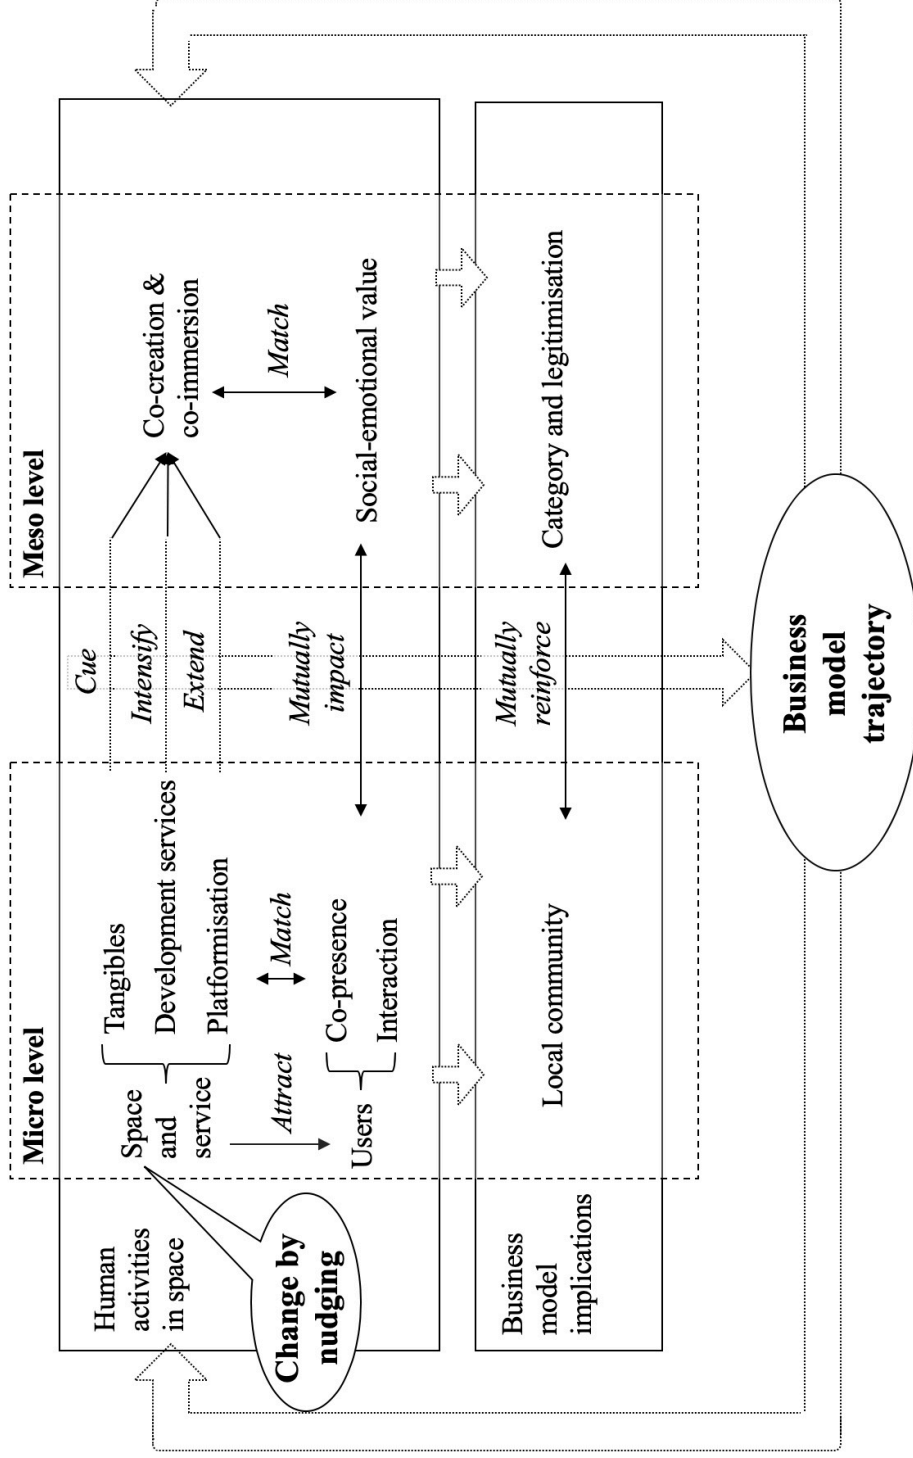 Micro level
Meso level
Human
activities
in space
Space
and
service
Tangibles
Development services
Platformisation
Cue
Intensify
Extend
Co-creation &
co-immersion
Attract
Match
Match
Users
Co-presence
Interaction
Mutually
impact
Social-emotional value
Change by
nudging
Business
model
implications
Local community
Mutually
reinforce
Category and legitimisation
Business
model
trajectory